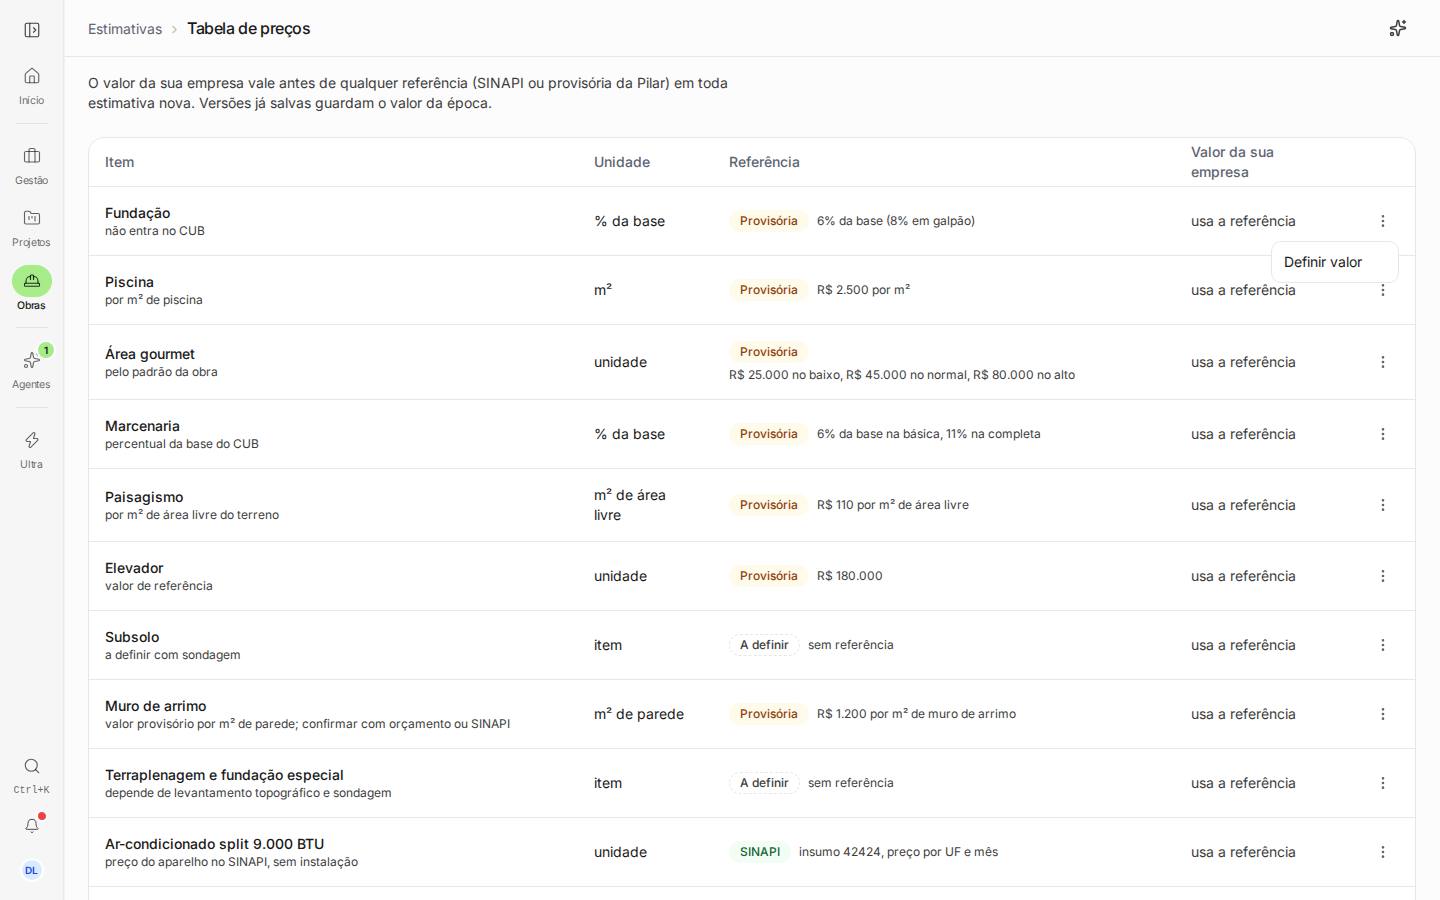 Estimativas
Tabela de preços
Início
Gestão
Projetos
Obras
1
Agentes
Ultra
Ctrl+K
DL
O valor da sua empresa vale antes de qualquer referência (SINAPI ou provisória da Pilar) em toda
estimativa nova. Versões já salvas guardam o valor da época.
Item
Unidade
Referência
Valor da sua
empresa
Fundação
não entra no CUB
% da base
Provisória
6% da base (8% em galpão)
usa a referência
Definir valor
Piscina
por m² de piscina
m²
Provisória
R$ 2.500 por m²
usa a referência
Área gourmet
pelo padrão da obra
unidade
Provisória
R$ 25.000 no baixo, R$ 45.000 no normal, R$ 80.000 no alto
usa a referência
Marcenaria
percentual da base do CUB
% da base
Provisória
6% da base na básica, 11% na completa
usa a referência
Paisagismo
por m² de área livre do terreno
m² de área
livre
Provisória
R$ 110 por m² de área livre
usa a referência
Elevador
valor de referência
unidade
Provisória
R$ 180.000
usa a referência
Subsolo
a definir com sondagem
item
A definir
sem referência
usa a referência
Muro de arrimo
valor provisório por m² de parede; confirmar com orçamento ou SINAPI
m² de parede
Provisória
R$ 1.200 por m² de muro de arrimo
usa a referência
Terraplenagem e fundação especial
depende de levantamento topográfico e sondagem
item
A definir
sem referência
usa a referência
Ar-condicionado split 9.000 BTU
preço do aparelho no SINAPI, sem instalação
unidade
SINAPI
insumo 42424, preço por UF e mês
usa a referência